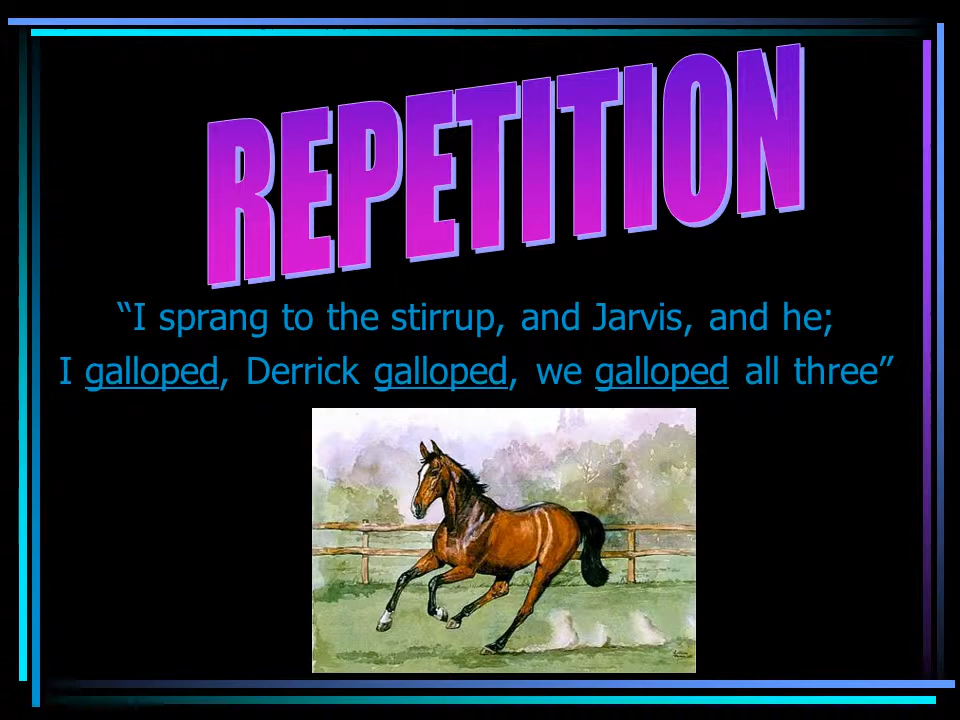 REPETITION
“I sprang to the stirrup, and Jarvis, and he;
I galloped, Derrick galloped, we galloped all three”